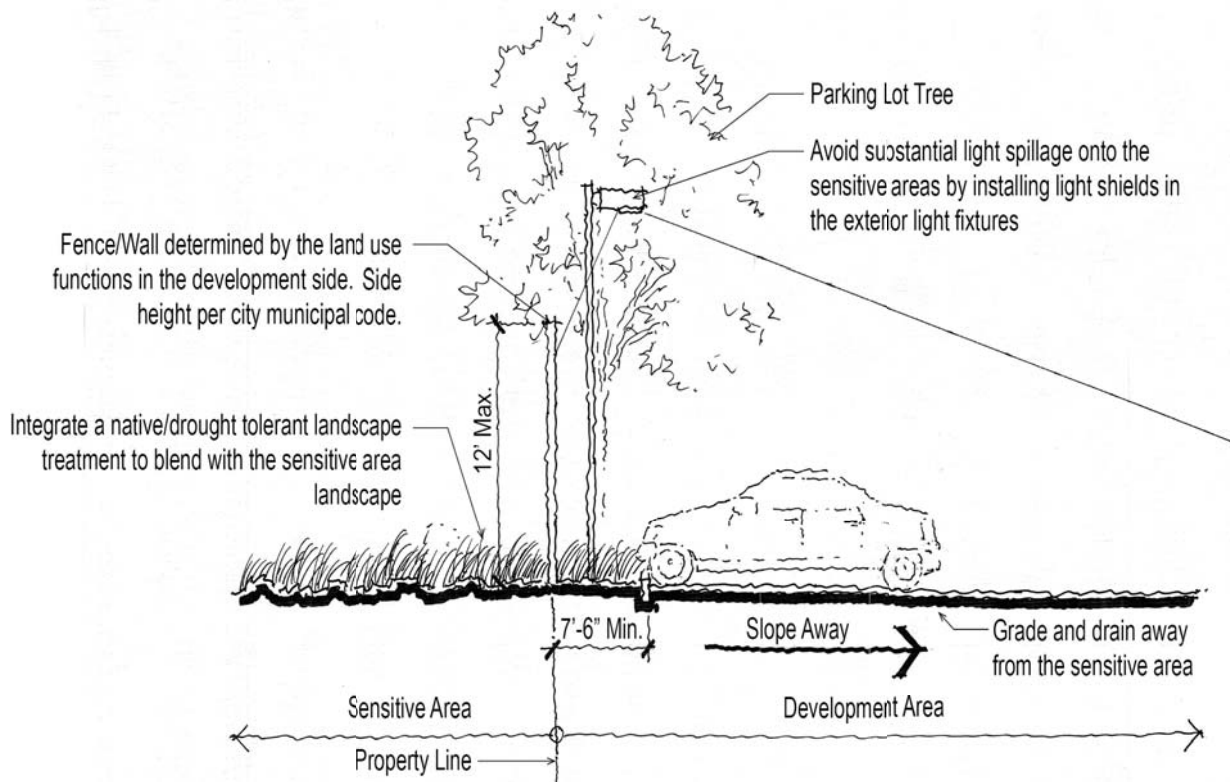 Parking Lot Tree
Avoid substantial light spillage onto the
sensitive areas by installing light shields in
the exterior light fixtures
Fence/Wall determined by the land use
functions in the development side. Side
height per city municipal code.
12' Max.
Integrate a native/drought tolerant landscape
treatment to blend with the sensitive area
landscape
7'-6" Min.
Slope Away
Grade and drain away
from the sensitive area
Sensitive Area
Development Area
Property Line